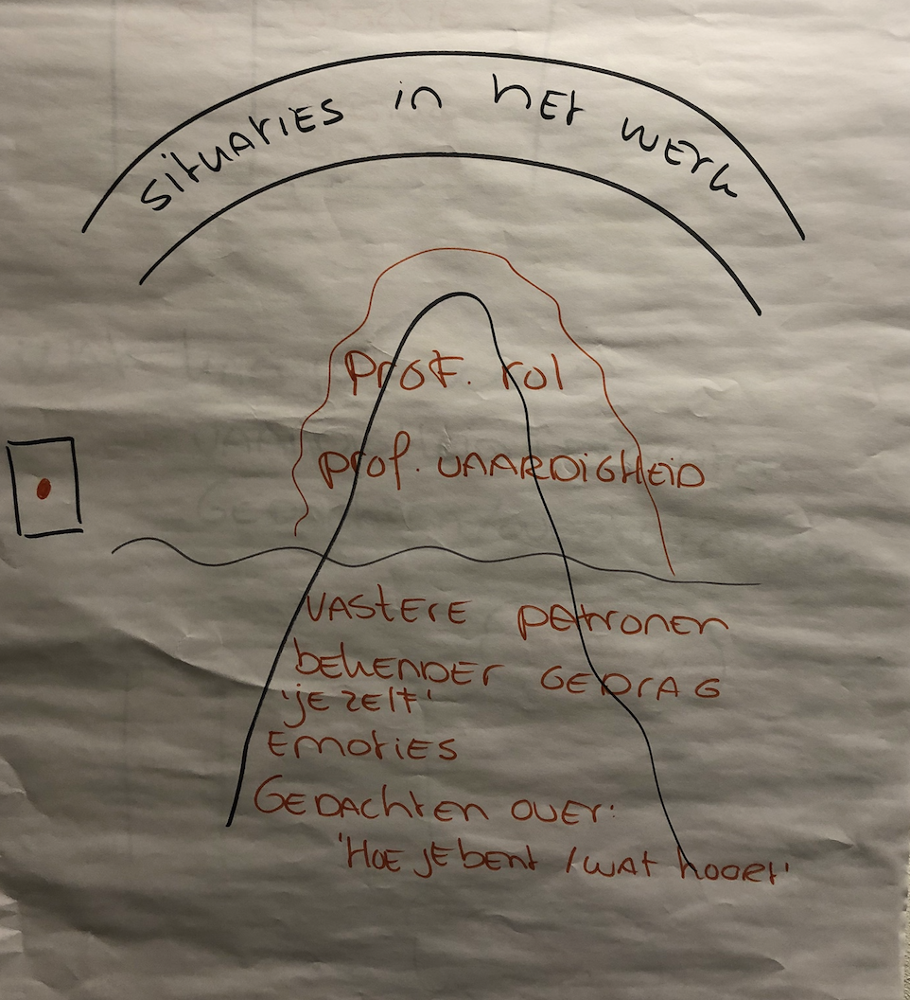 situaties in het werk
Prof. rol
prof. vaardigheid
vastere patronen
bekender gedrag
'je zelf'
Emoties
Gedachten over:
'Hoe je bent / wat hoort'